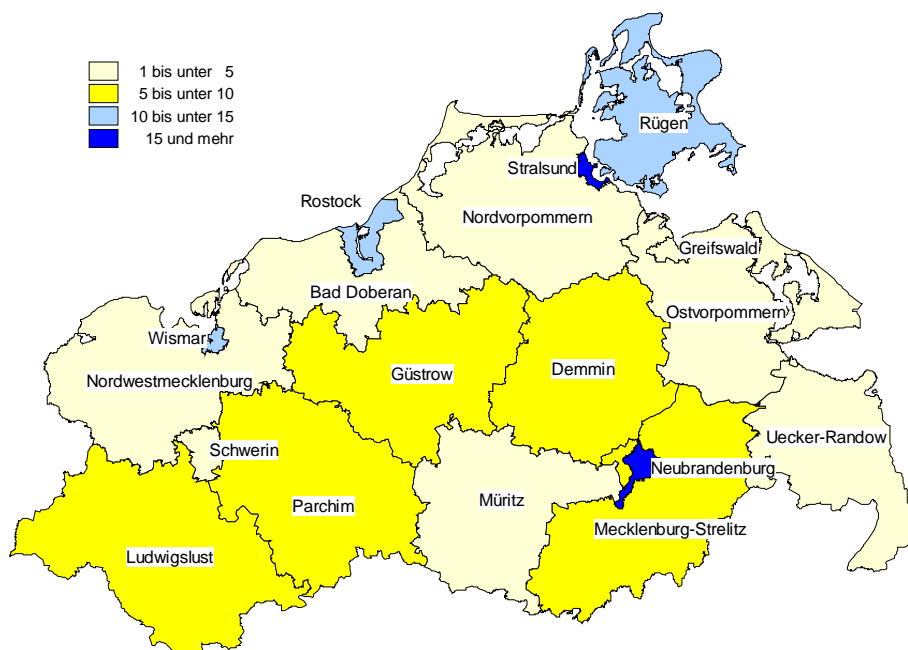 1 bis unter 5
5 bis unter 10
10 bis unter 15
15 und mehr
Rügen
Stralsund
Rostock
Nordvorpommern
Greifswald
Bad Doberan
Ostvorpommern
Wismar
Nordwestmecklenburg
Güstrow
Demmin
Uecker-Randow
Schwerin
Neubrandenburg
Parchim
Müritz
Mecklenburg-Strelitz
Ludwigslust